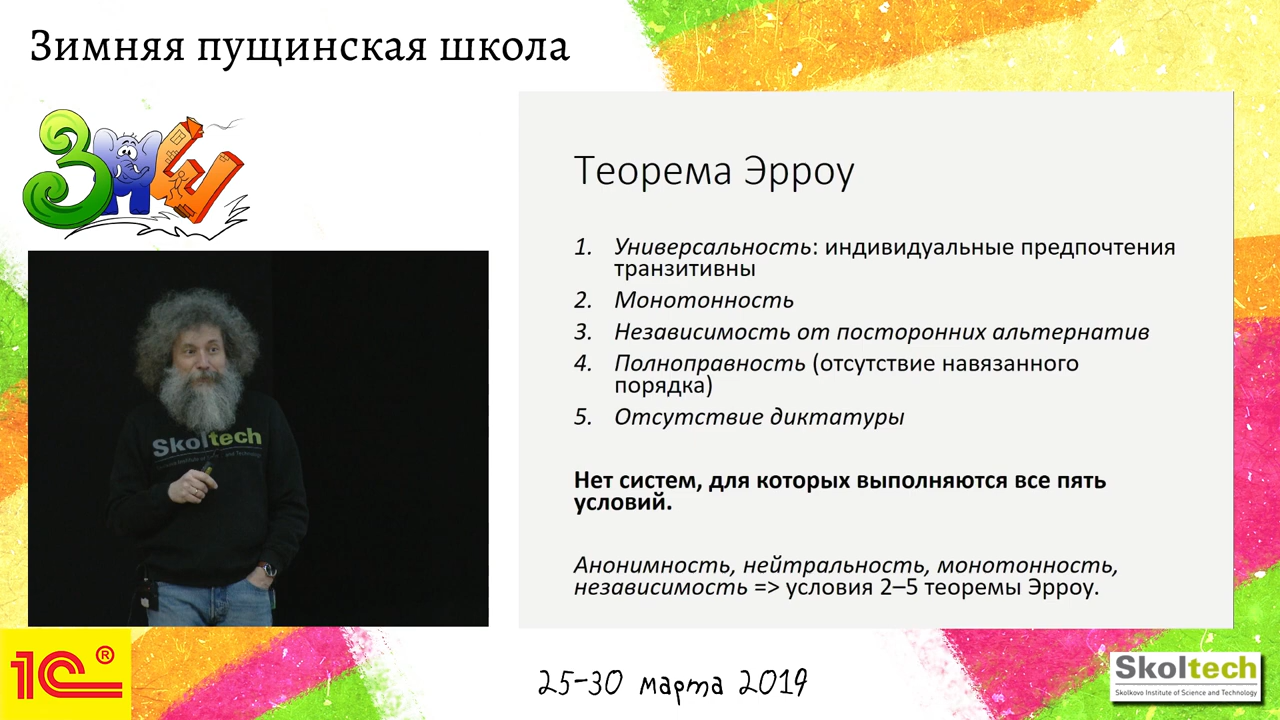 Зимняя пущинская школа
ЗПШ
Теорема Эрроу
1. Универсальность: индивидуальные предпочтения
транзитивны
2. Монотонность
3. Независимость от посторонних альтернатив
4. Полноправность (отсутствие навязанного
порядка)
5. Отсутствие диктатуры
Skoltech
Нет систем, для которых выполняются все пять
условий.
Анонимность, нейтральность, монотонность,
независимость => условия 2–5 теоремы Эрроу.
1С®
25-30 марта 2019
Skoltech
Skolkovo Institute of Science and Technology